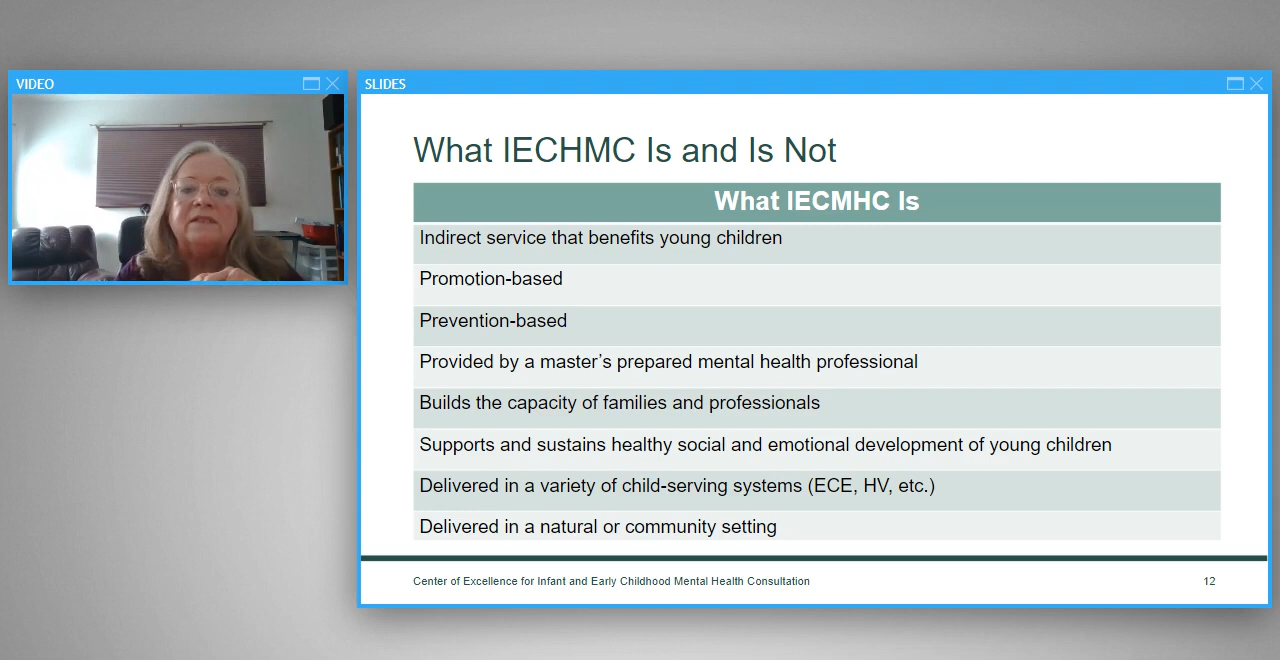 VIDEO
SLIDES
What IECHMC Is and Is Not
What IECMHC Is
Indirect service that benefits young children
Promotion-based
Prevention-based
Provided by a master’s prepared mental health professional
Builds the capacity of families and professionals
Supports and sustains healthy social and emotional development of young children
Delivered in a variety of child-serving systems (ECE, HV, etc.)
Delivered in a natural or community setting
Center of Excellence for Infant and Early Childhood Mental Health Consultation
12